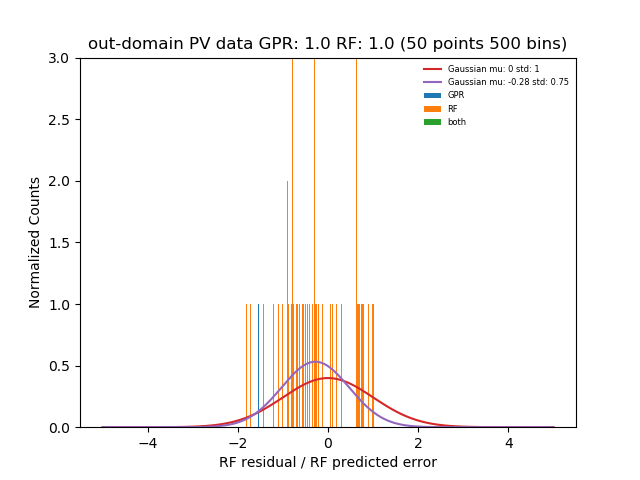 out-domain PV data GPR: 1.0 RF: 1.0 (50 points 500 bins)
Gaussian mu: 0 std: 1
Gaussian mu: -0.28 std: 0.75
GPR
RF
both
Normalized Counts
3.0
2.5
2.0
1.5
1.0
0.5
0.0
−4 −2 0 2 4
RF residual / RF predicted error